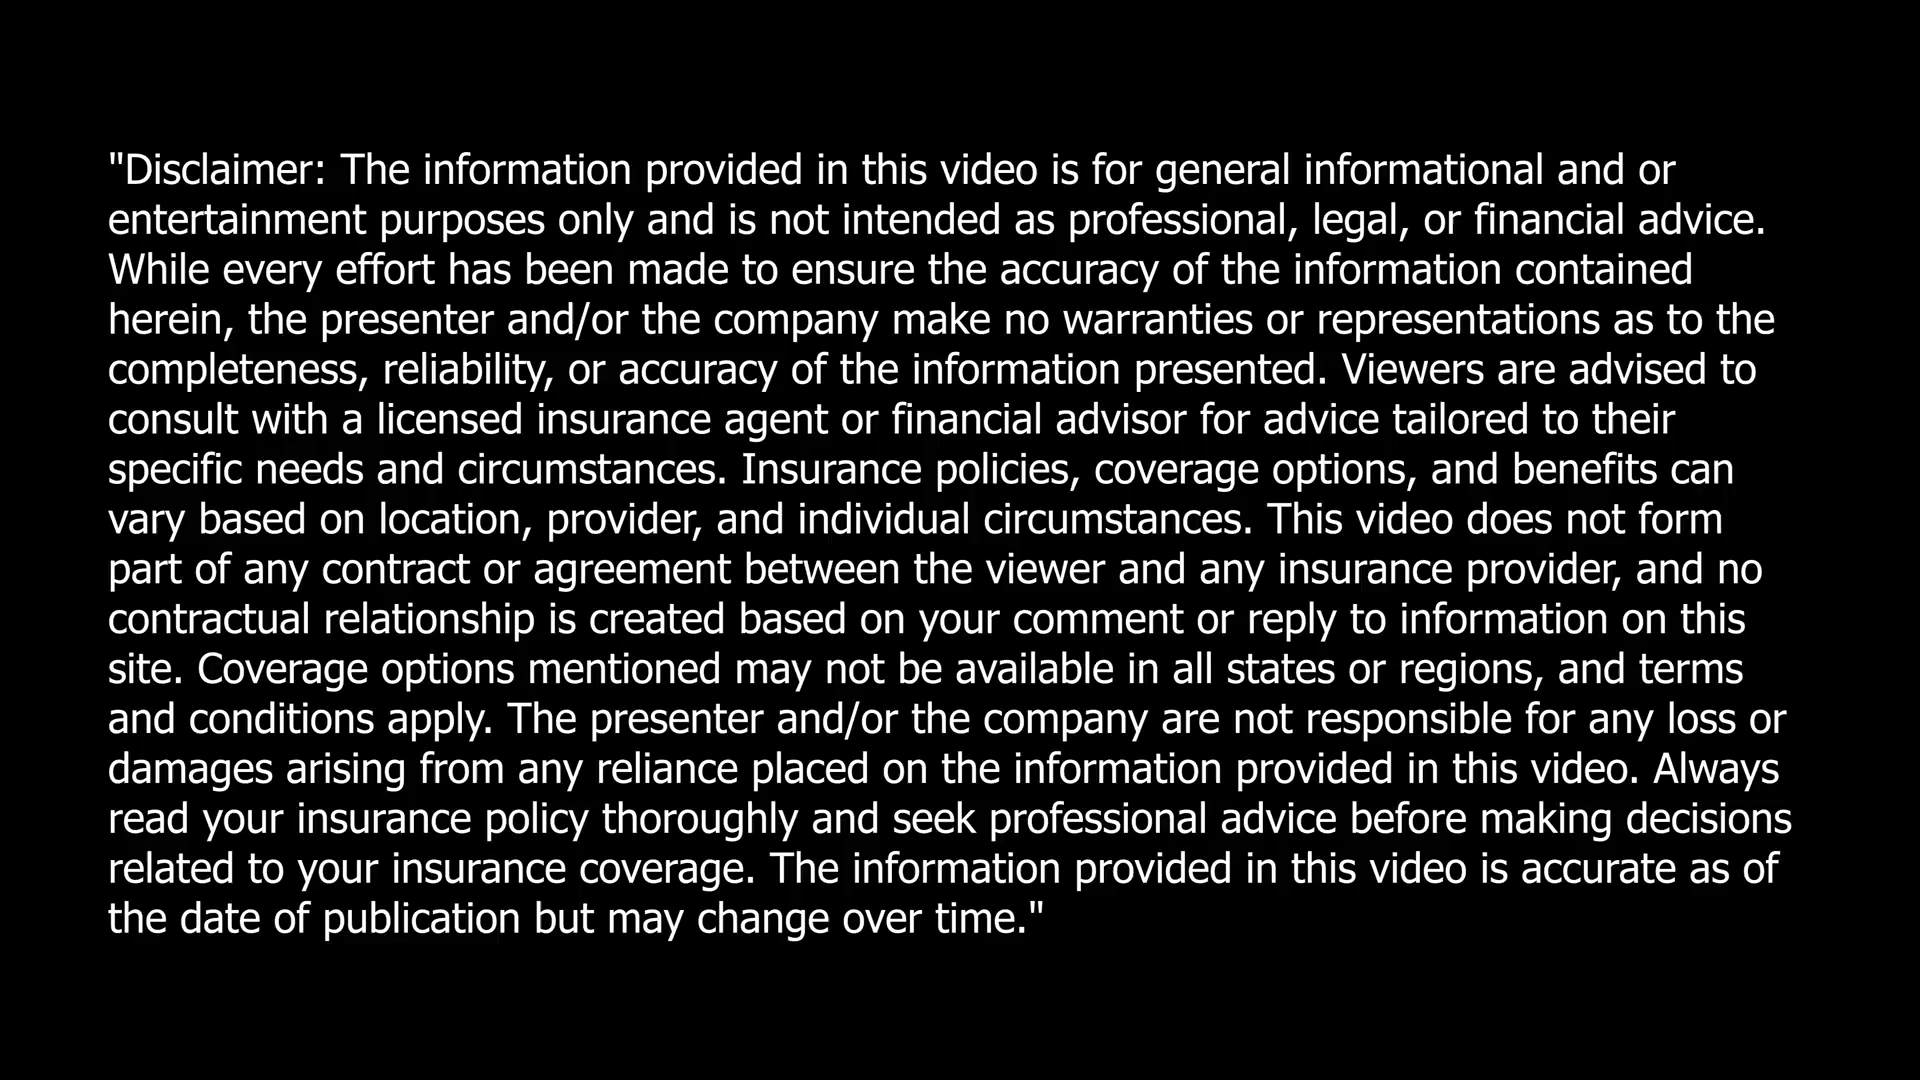 "Disclaimer: The information provided in this video is for general informational and or
entertainment purposes only and is not intended as professional, legal, or financial advice.
While every effort has been made to ensure the accuracy of the information contained
herein, the presenter and/or the company make no warranties or representations as to the
completeness, reliability, or accuracy of the information presented. Viewers are advised to
consult with a licensed insurance agent or financial advisor for advice tailored to their
specific needs and circumstances. Insurance policies, coverage options, and benefits can
vary based on location, provider, and individual circumstances. This video does not form
part of any contract or agreement between the viewer and any insurance provider, and no
contractual relationship is created based on your comment or reply to information on this
site. Coverage options mentioned may not be available in all states or regions, and terms
and conditions apply. The presenter and/or the company are not responsible for any loss or
damages arising from any reliance placed on the information provided in this video. Always
read your insurance policy thoroughly and seek professional advice before making decisions
related to your insurance coverage. The information provided in this video is accurate as of
the date of publication but may change over time."